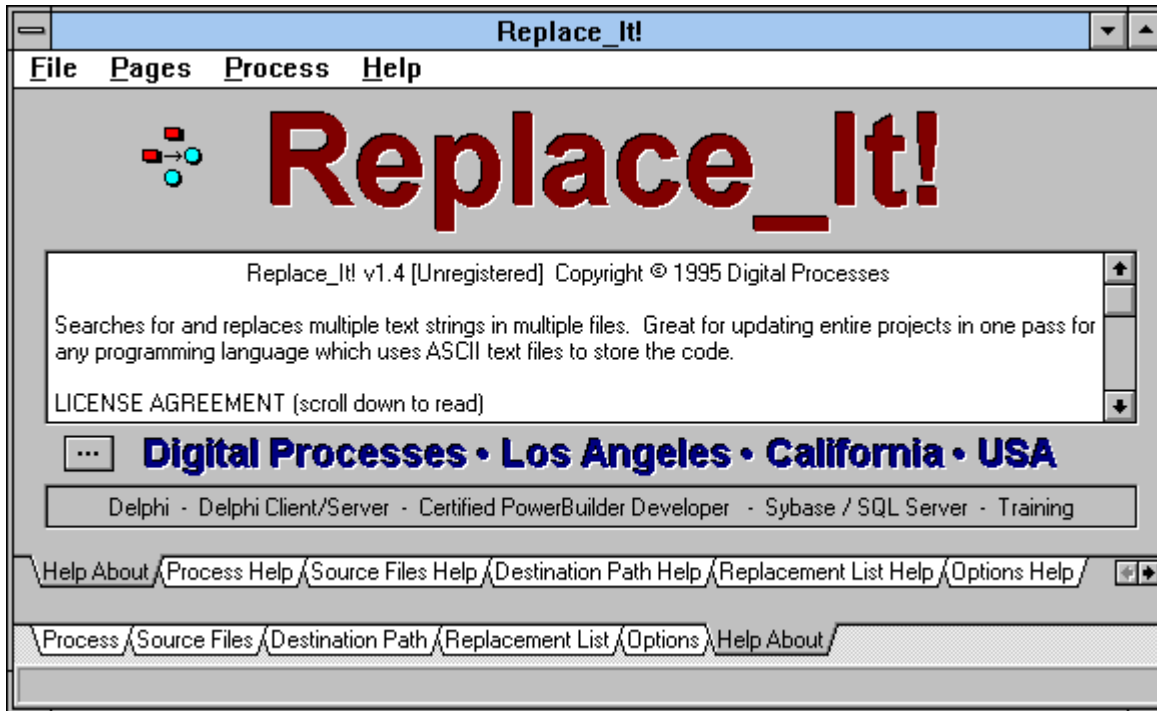 Replace_It!
File Pages Process Help
Replace_It!
Replace_It! v1.4 [Unregistered] Copyright © 1995 Digital Processes
Searches for and replaces multiple text strings in multiple files. Great for updating entire projects in one pass for
any programming language which uses ASCII text files to store the code.
LICENSE AGREEMENT (scroll down to read)
... Digital Processes • Los Angeles • California • USA
Delphi - Delphi Client/Server - Certified PowerBuilder Developer - Sybase / SQL Server - Training
Help About Process Help Source Files Help Destination Path Help Replacement List Help Options Help
Process Source Files Destination Path Replacement List Options Help About